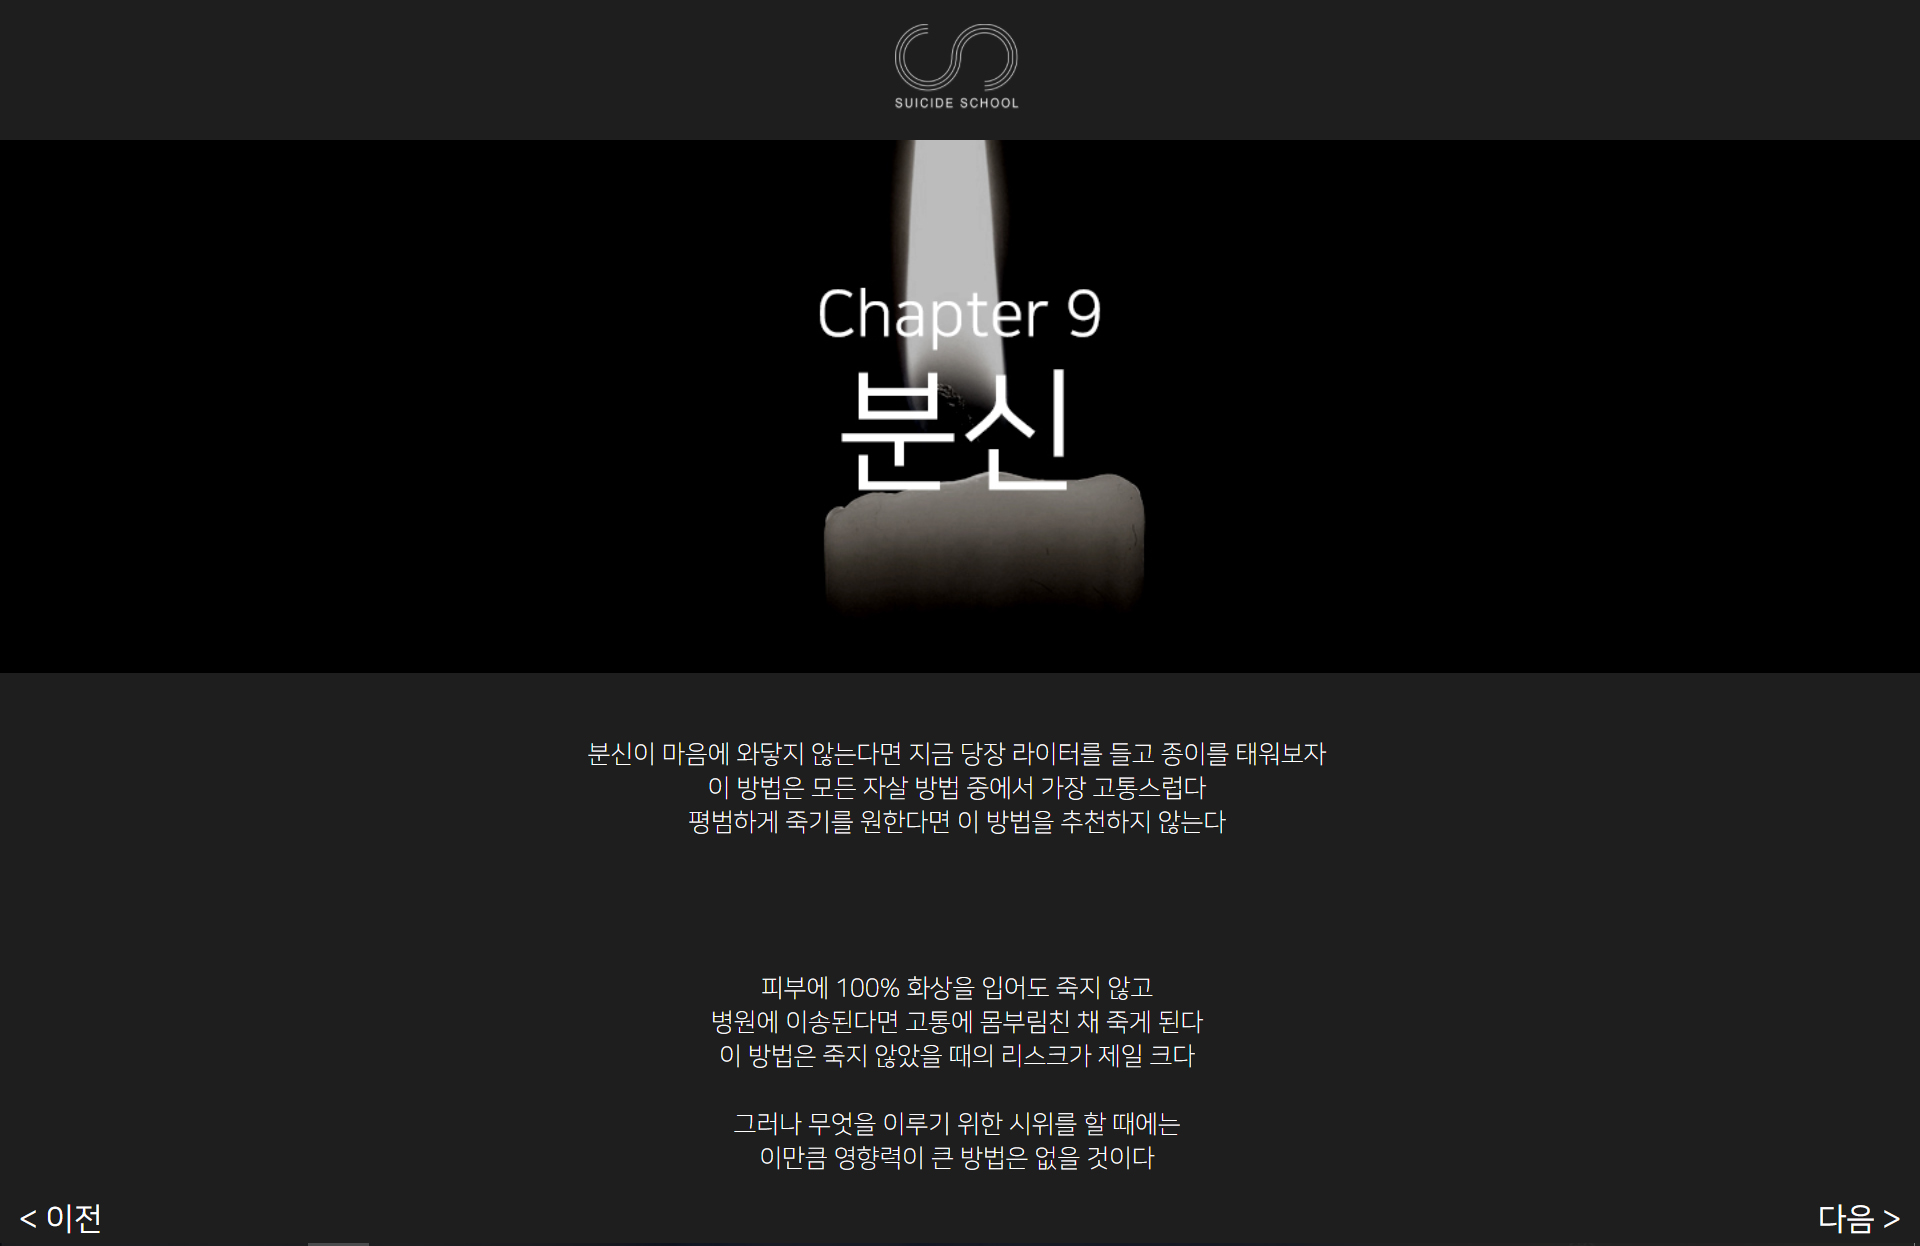 SUICIDE SCHOOL
Chapter 9
분신
분신이 마음에 와닿지 않는다면 지금 당장 라이터를 들고 종이를 태워보자
이 방법은 모든 자살 방법 중에서 가장 고통스럽다
평범하게 죽기를 원한다면 이 방법을 추천하지 않는다
피부에 100% 화상을 입어도 죽지 않고
병원에 이송된다면 고통에 몸부림친 채 죽게 된다
이 방법은 죽지 않았을 때의 리스크가 제일 크다
그러나 무엇을 이루기 위한 시위를 할 때에는
이만큼 영향력이 큰 방법은 없을 것이다
< 이전
다음 >